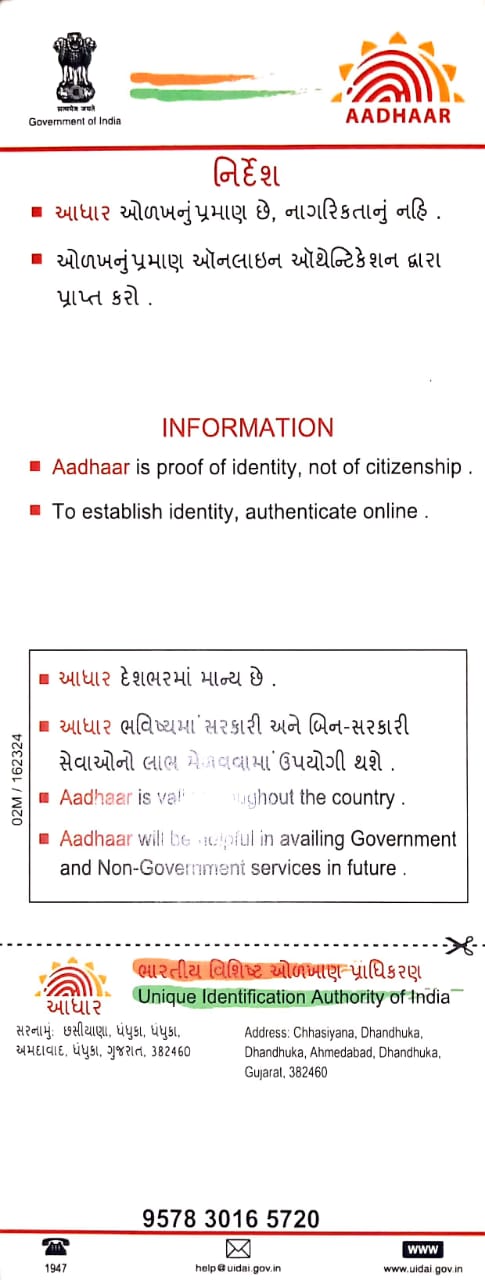 सत्यमेव जयते
Government of India
AADHAAR
નિર્દેશ
આધાર ઓળખનું પ્રમાણ છે, નાગરિકતાનું નહિ .
ઓળખનું પ્રમાણ ઑનલાઇન ઑથેન્ટિકેશન દ્વારા
પ્રાપ્ત કરો .
INFORMATION
Aadhaar is proof of identity, not of citizenship .
To establish identity, authenticate online .
02M / 162324
આધાર દેશભરમાં માન્ય છે .
આધાર ભવિષ્યમાં સરકારી અને બિન-સરકારી
સેવાઓનો લાભ મેળવવામાં ઉપયોગી થશે .
Aadhaar is valid throughout the country .
Aadhaar will be helpful in availing Government
and Non-Government services in future .
આધાર
ભારતીય વિશિષ્ટ ઓળખાણ પ્રાધિકરણ
Unique Identification Authority of India
સરનામું: છસીયાણા, ધંધુકા, ધંધુકા,
અમદાવાદ, ધંધુકા, ગુજરાત, 382460
Address: Chhasiyana, Dhandhuka,
Dhandhuka, Ahmedabad, Dhandhuka,
Gujarat, 382460
9578 3016 5720
1947
help@uidai.gov.in
www
www.uidai.gov.in